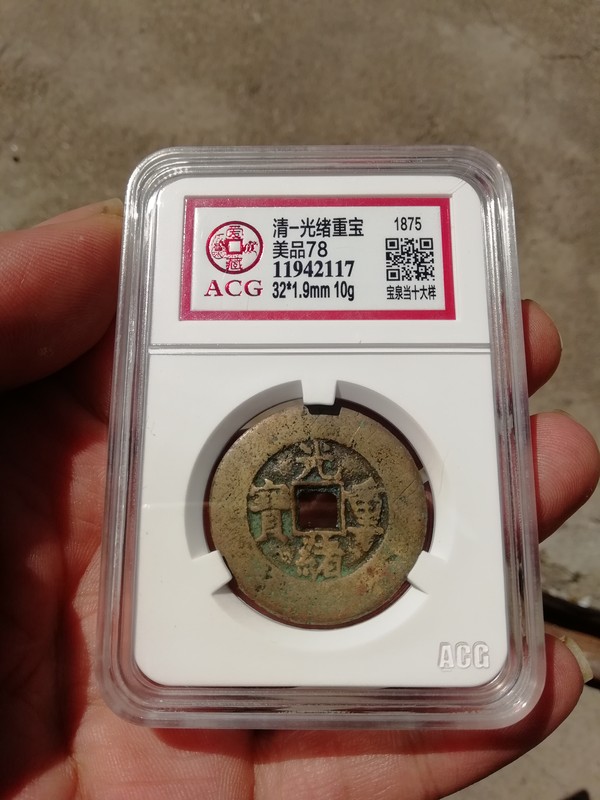 清一光绪重宝
1875
美品78
11942117
ACG
32*1.9mm 10g
宝泉当十大样
光
寶 重
緒
ACG